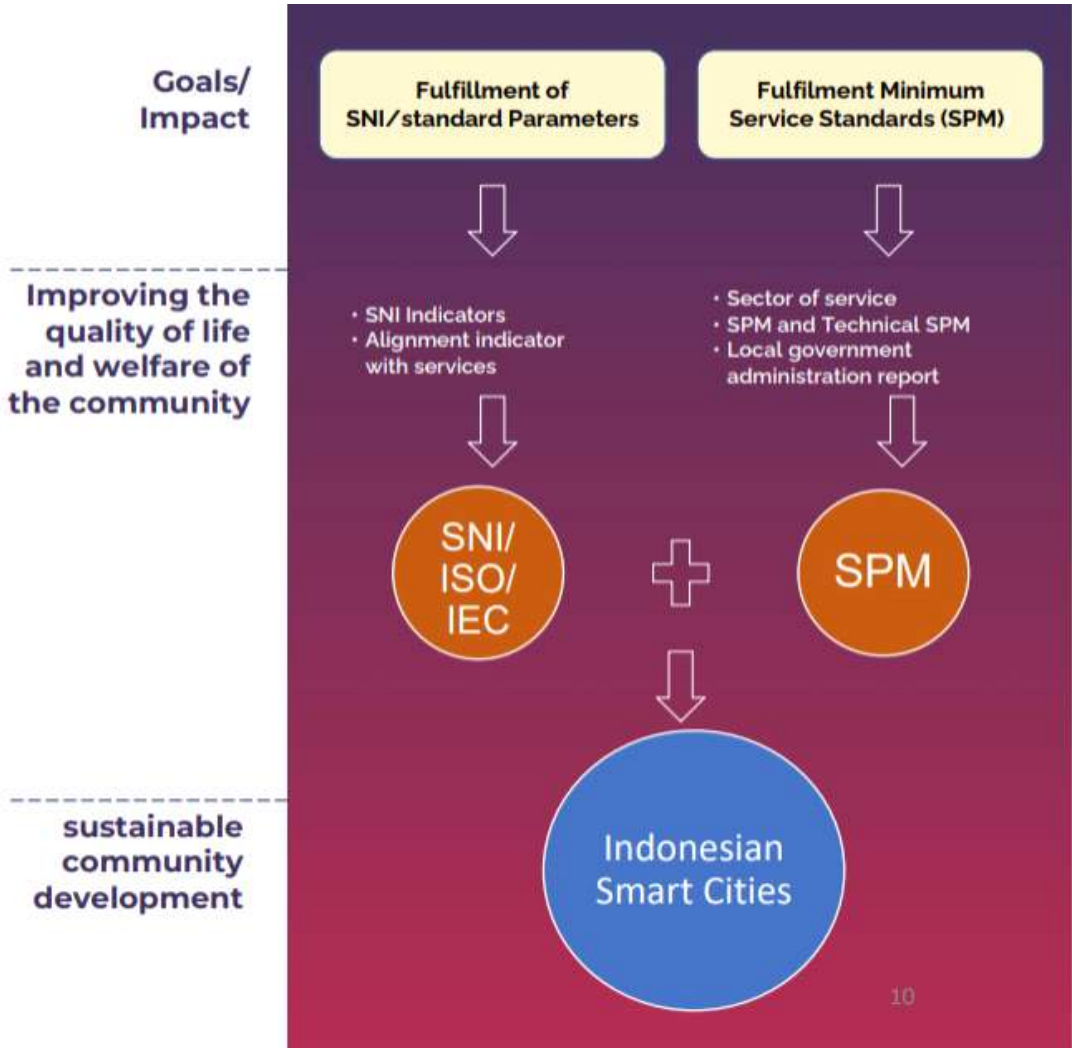 Goals/
Impact
Fulfillment of
SNI/standard Parameters
Fulfilment Minimum
Service Standards (SPM)
Improving the
quality of life
and welfare of
the community
• SNI Indicators
• Alignment indicator
with services
• Sector of service
• SPM and Technical SPM
• Local government
administration report
SNI/
ISO/
IEC
SPM
sustainable
community
development
Indonesian
Smart Cities
10